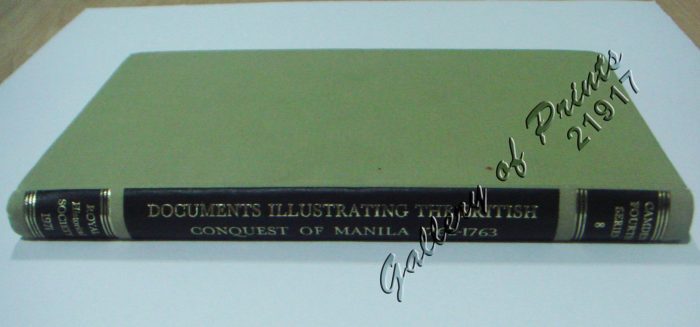 ROYAL
HISTORICAL
SOCIETY
1971
DOCUMENTS ILLUSTRATING THE BRITISH
CONQUEST OF MANILA 1763
CAMDEN
FOURTH
SERIES
8
Gallery of Prints
21917